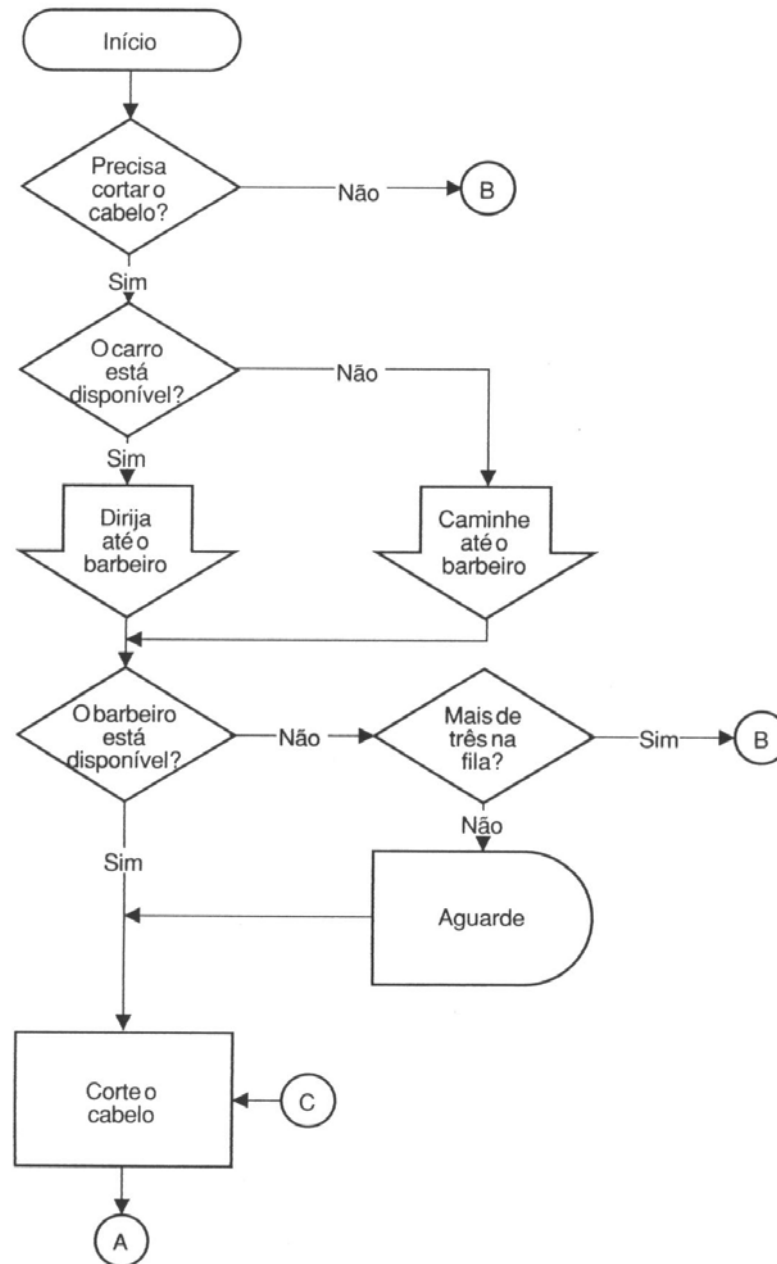 Início
Precisa
cortar o
cabelo?
Não
B
Sim
O carro
está
disponível?
Não
Sim
Dirija
até o
barbeiro
Caminhe
até o
barbeiro
O barbeiro
está
disponível?
Não
Mais de
três na
fila?
Sim
B
Não
Sim
Aguarde
Corte o
cabelo
C
A